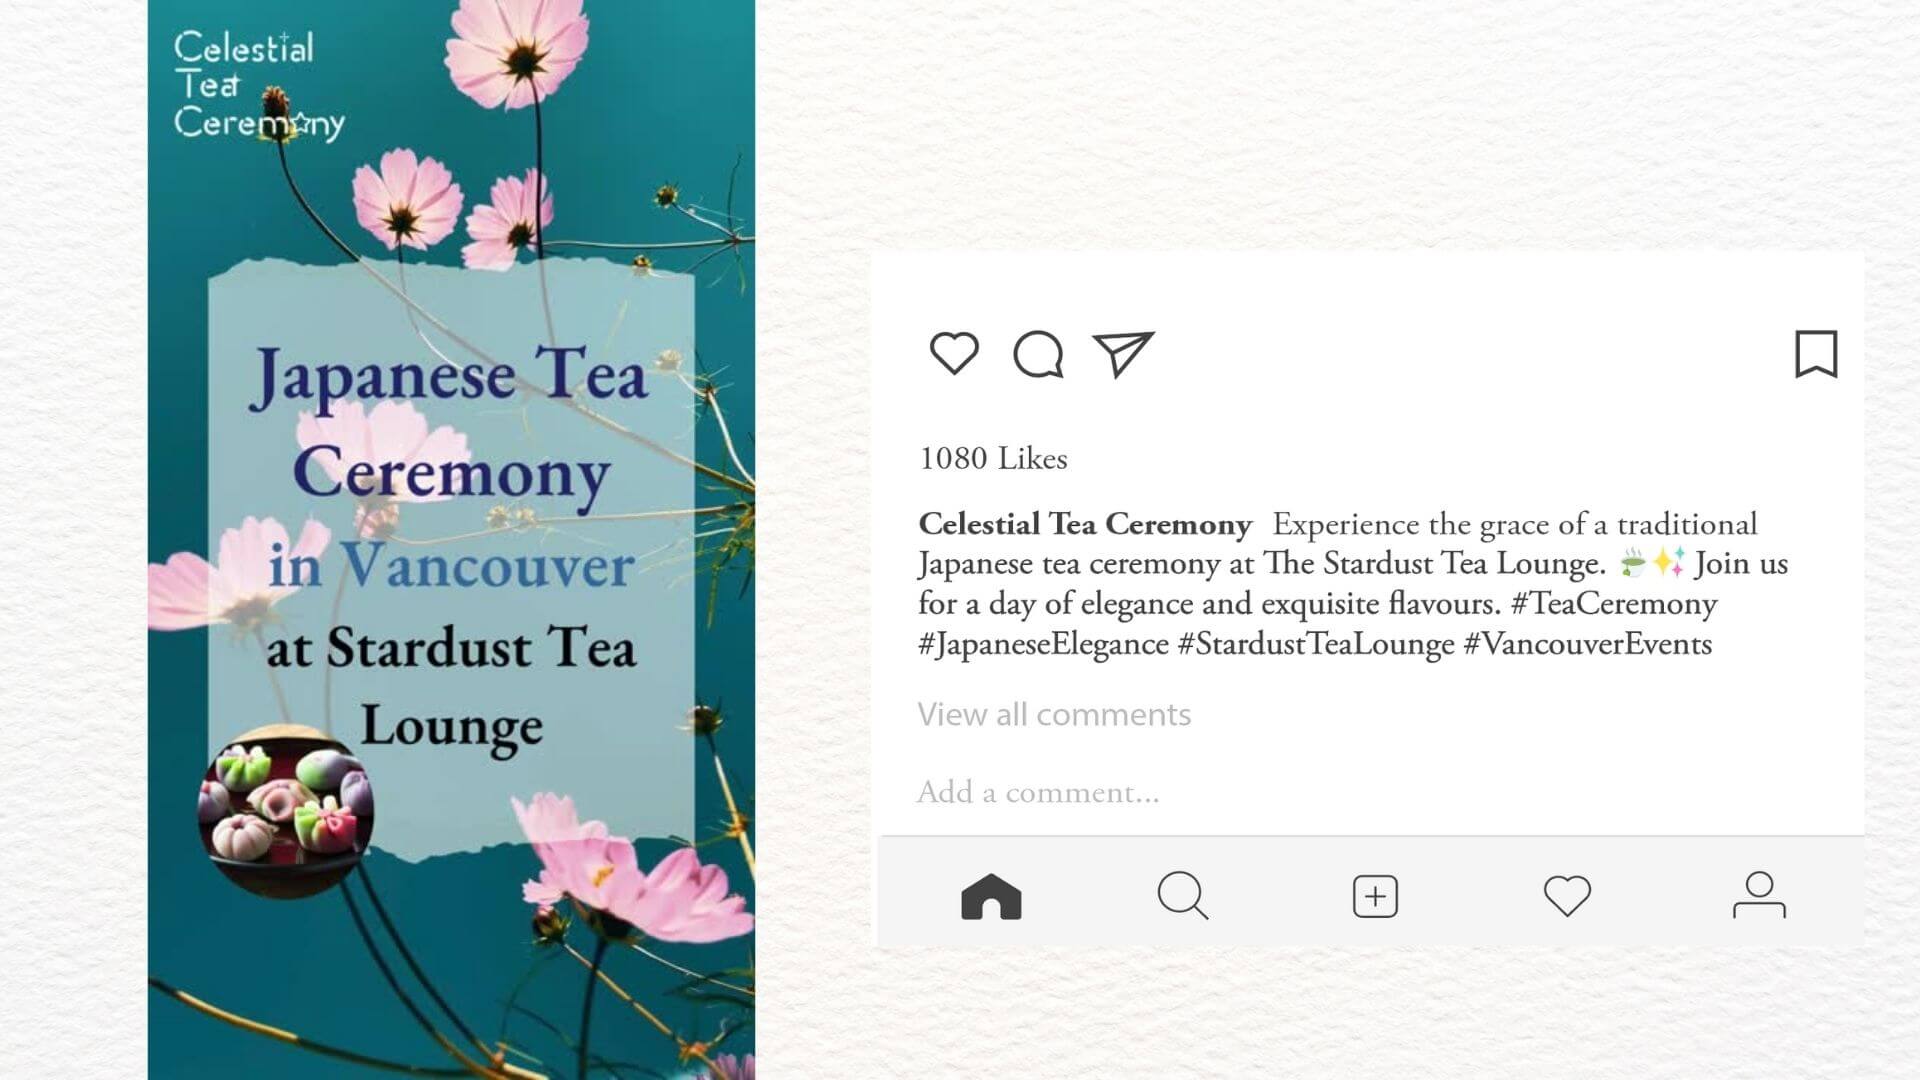 Celestial
Tea
Ceremony
Japanese Tea
Ceremony
in Vancouver
at Stardust Tea
Lounge
1080 Likes
Celestial Tea Ceremony Experience the grace of a traditional
Japanese tea ceremony at The Stardust Tea Lounge. 🍵✨ Join us
for a day of elegance and exquisite flavours. #TeaCeremony
#JapaneseElegance #StardustTeaLounge #VancouverEvents
View all comments
Add a comment...